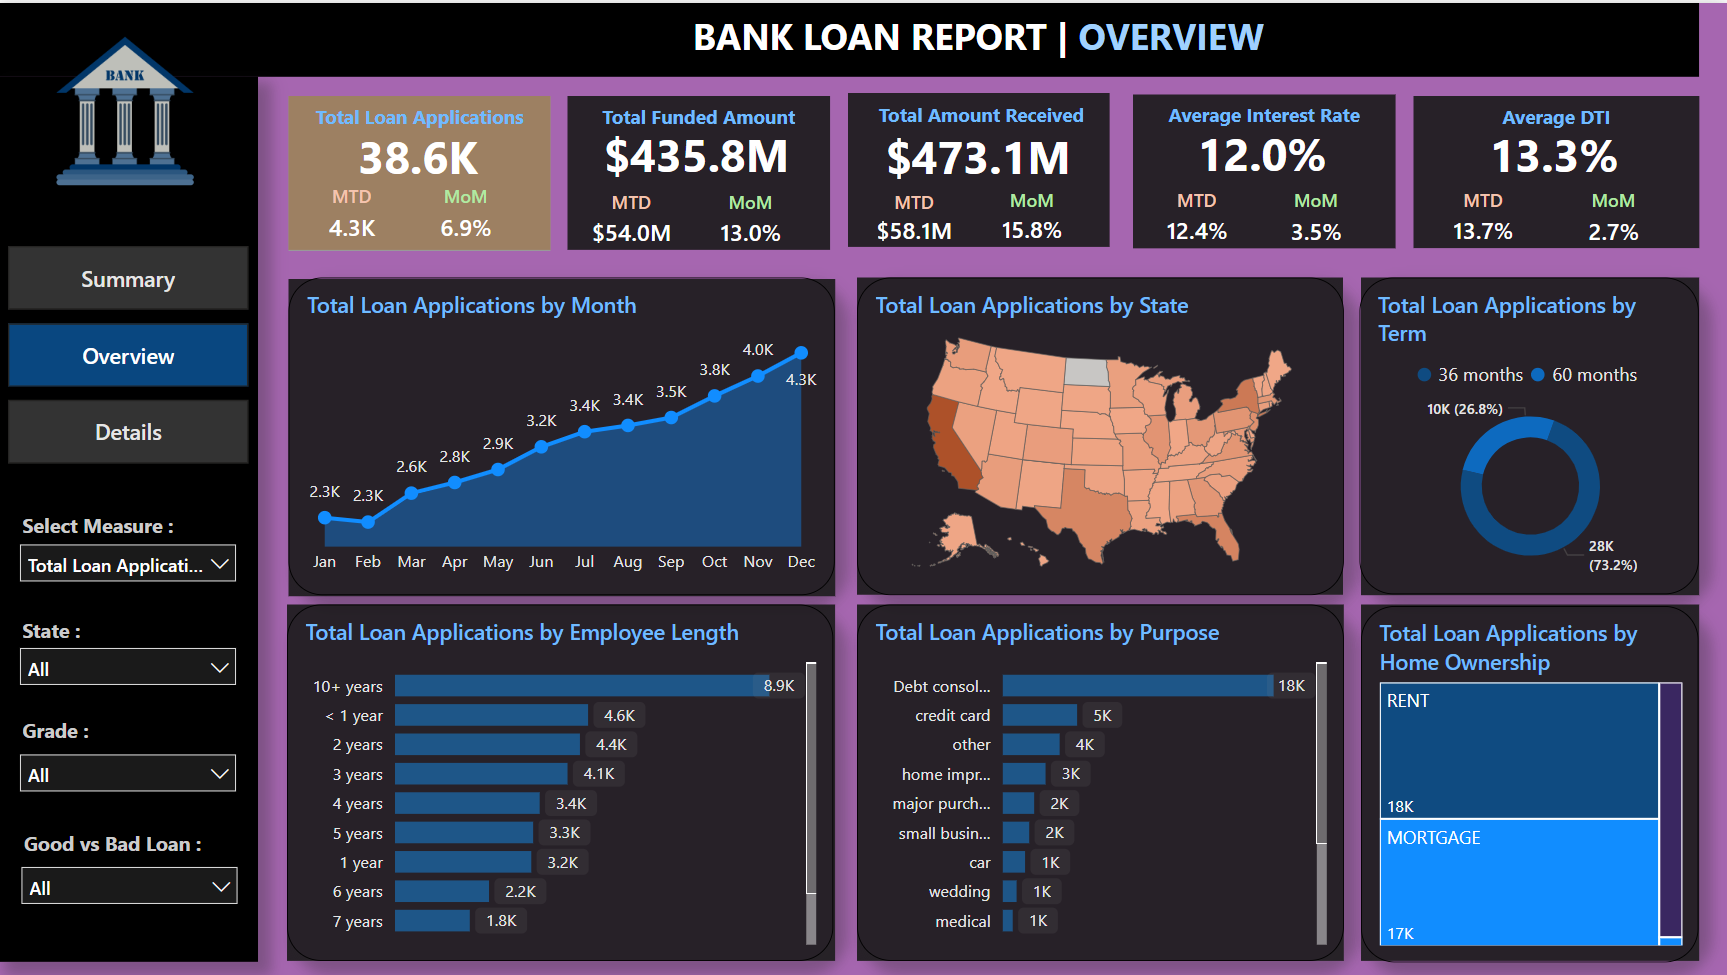 BANK LOAN REPORT | OVERVIEW
BANK
Summary
Overview
Details
Select Measure :
Total Loan Applicati...
State :
All
Grade :
All
Good vs Bad Loan :
All
Total Loan Applications
38.6K
MTD MoM
4.3K 6.9%
Total Funded Amount
$435.8M
MTD MoM
$54.0M 13.0%
Total Amount Received
$473.1M
MTD MoM
$58.1M 15.8%
Average Interest Rate
12.0%
MTD MoM
12.4% 3.5%
Average DTI
13.3%
MTD MoM
13.7% 2.7%
Total Loan Applications by Month
2.3K 2.3K 2.6K 2.8K 2.9K 3.2K 3.4K 3.4K 3.5K 3.8K 4.0K 4.3K
Jan Feb Mar Apr May Jun Jul Aug Sep Oct Nov Dec
Total Loan Applications by State
Total Loan Applications by
Term
36 months 60 months
10K (26.8%)
28K
(73.2%)
Total Loan Applications by Employee Length
10+ years 8.9K
< 1 year 4.6K
2 years 4.4K
3 years 4.1K
4 years 3.4K
5 years 3.3K
1 year 3.2K
6 years 2.2K
7 years 1.8K
Total Loan Applications by Purpose
Debt consol... 18K
credit card 5K
other 4K
home impr... 3K
major purch... 2K
small busin... 2K
car 1K
wedding 1K
medical 1K
Total Loan Applications by
Home Ownership
RENT
18K
MORTGAGE
17K